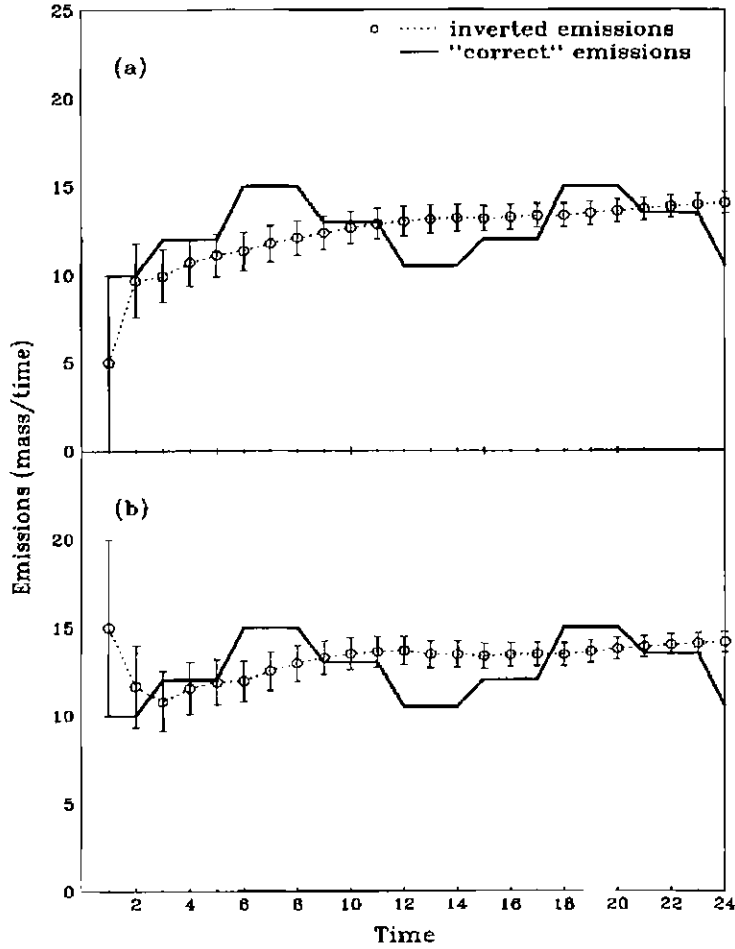 25
inverted emissions
"correct" emissions
(a)
20
15
10
5
0
Emissions (mass/time)
(b)
20
15
10
5
0
2 4 6 8 10 12 14 16 18 20 22 24
Time